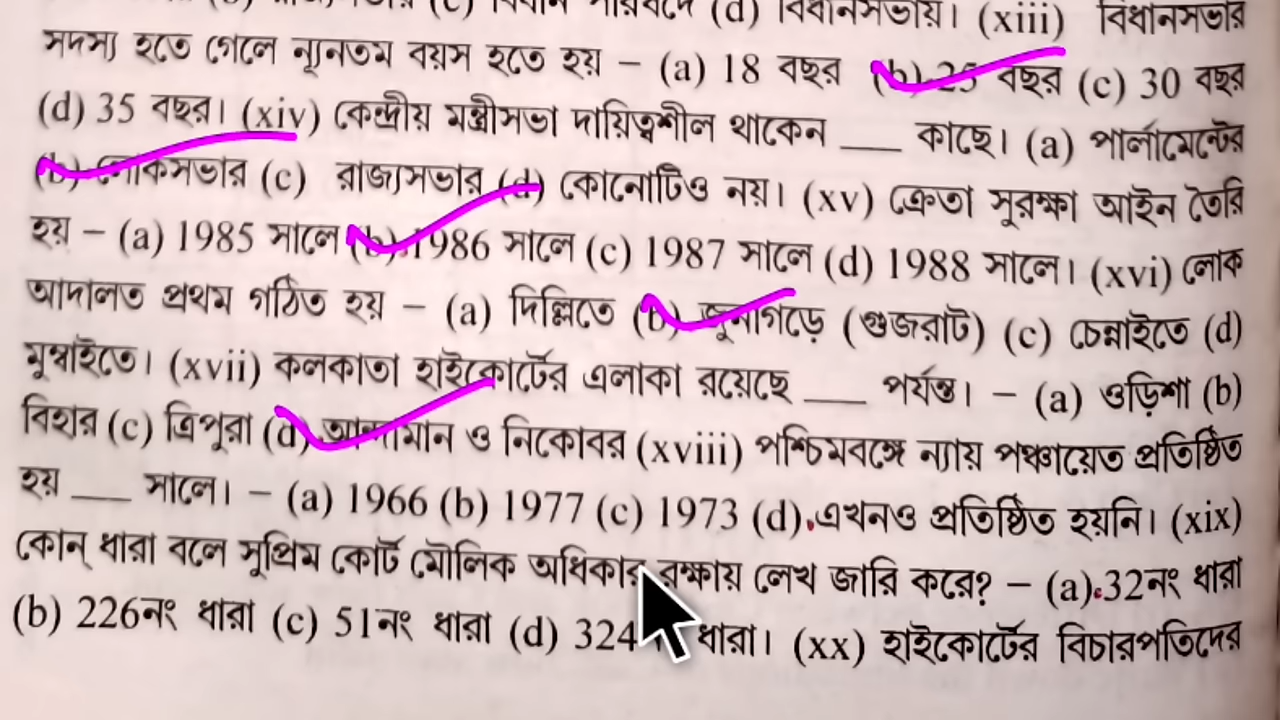 (c) বিধান পরিষদে (d) বিধানসভায়। (xiii) বিধানসভার
সদস্য হতে গেলে ন্যূনতম বয়স হতে হয় – (a) 18 বছর (b) 25 বছর (c) 30 বছর
(d) 35 বছর। (xiv) কেন্দ্রীয় মন্ত্রীসভা দায়িত্বশীল থাকেন ___ কাছে। (a) পার্লামেন্টের
(b) লোকসভার (c) রাজ্যসভার (d) কোনোটিও নয়। (xv) ক্রেতা সুরক্ষা আইন তৈরি
হয় – (a) 1985 সালে (b) 1986 সালে (c) 1987 সালে (d) 1988 সালে। (xvi) লোক
আদালত প্রথম গঠিত হয় – (a) দিল্লিতে (b) জুনাগড়ে (গুজরাট) (c) চেন্নাইতে (d)
মুম্বাইতে। (xvii) কলকাতা হাইকোর্টের এলাকা রয়েছে ___ পর্যন্ত। – (a) ওড়িশা (b)
বিহার (c) ত্রিপুরা (d) আন্দামান ও নিকোবর (xviii) পশ্চিমবঙ্গে ন্যায় পঞ্চায়েত প্রতিষ্ঠিত
হয় ___ সালে। – (a) 1966 (b) 1977 (c) 1973 (d) এখনও প্রতিষ্ঠিত হয়নি। (xix)
কোন্ ধারা বলে সুপ্রিম কোর্ট মৌলিক অধিকার রক্ষায় লেখ জারি করে? – (a) 32নং ধারা
(b) 226নং ধারা (c) 51নং ধারা (d) 324 ধারা। (xx) হাইকোর্টের বিচারপতিদের